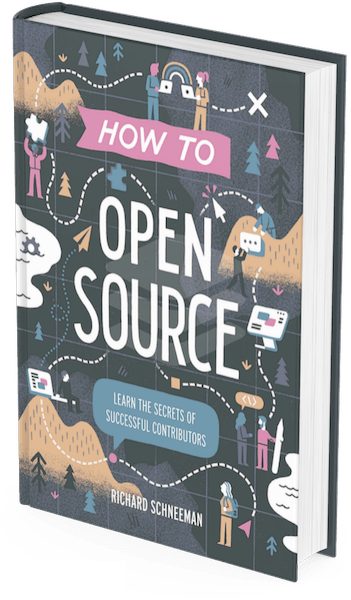 HOW TO
OPEN
SOURCE
LEARN THE SECRETS OF
SUCCESSFUL CONTRIBUTORS
RICHARD SCHNEEMAN